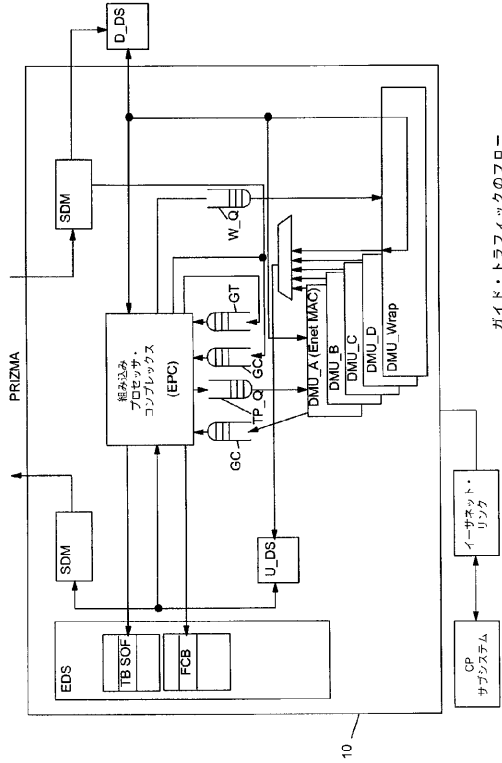 PRIZMA
SDM
SDM
D_DS
EDS
TB SOF
FCB
組み込み
プロセッサ・
コンプレックス
(EPC)
GC
TP_Q
GC
GT
W_Q
U_DS
DMU_A (Enet MAC)
DMU_B
DMU_C
DMU_D
DMU_Wrap
10
CP
サブシステム
イーサネット・
リンク
ガイド・トラフィックのフロー